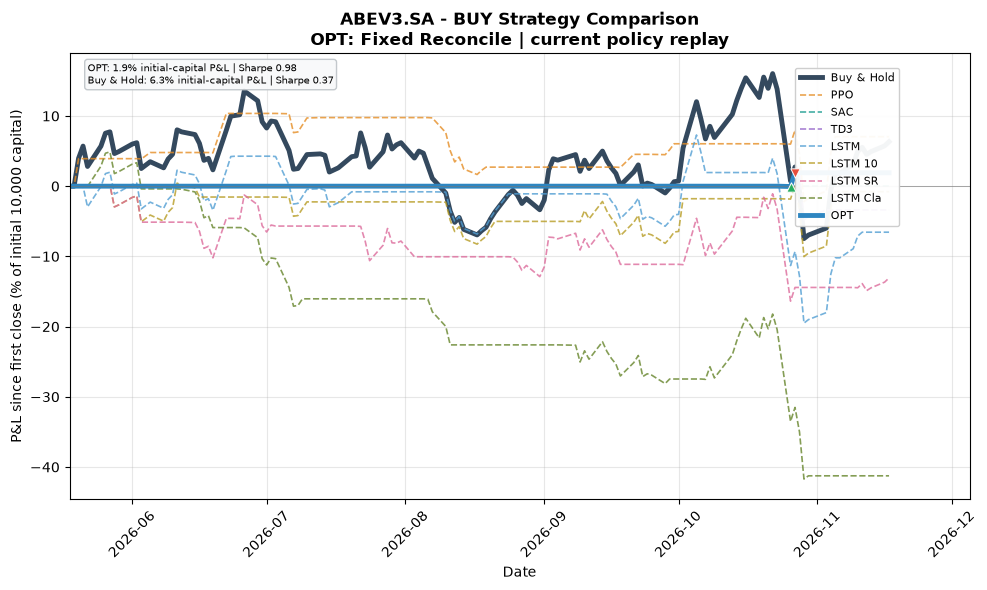 ABEV3.SA - BUY Strategy Comparison
OPT: Fixed Reconcile | current policy replay
OPT: 1.9% initial-capital P&L | Sharpe 0.98
Buy & Hold: 6.3% initial-capital P&L | Sharpe 0.37
Buy & Hold
PPO
SAC
TD3
LSTM
LSTM 10
LSTM SR
LSTM Cla
OPT
P&L since first close (% of initial 10,000 capital)
10
0
−10
−20
−30
−40
2026-06
2026-07
2026-08
2026-09
2026-10
2026-11
2026-12
Date